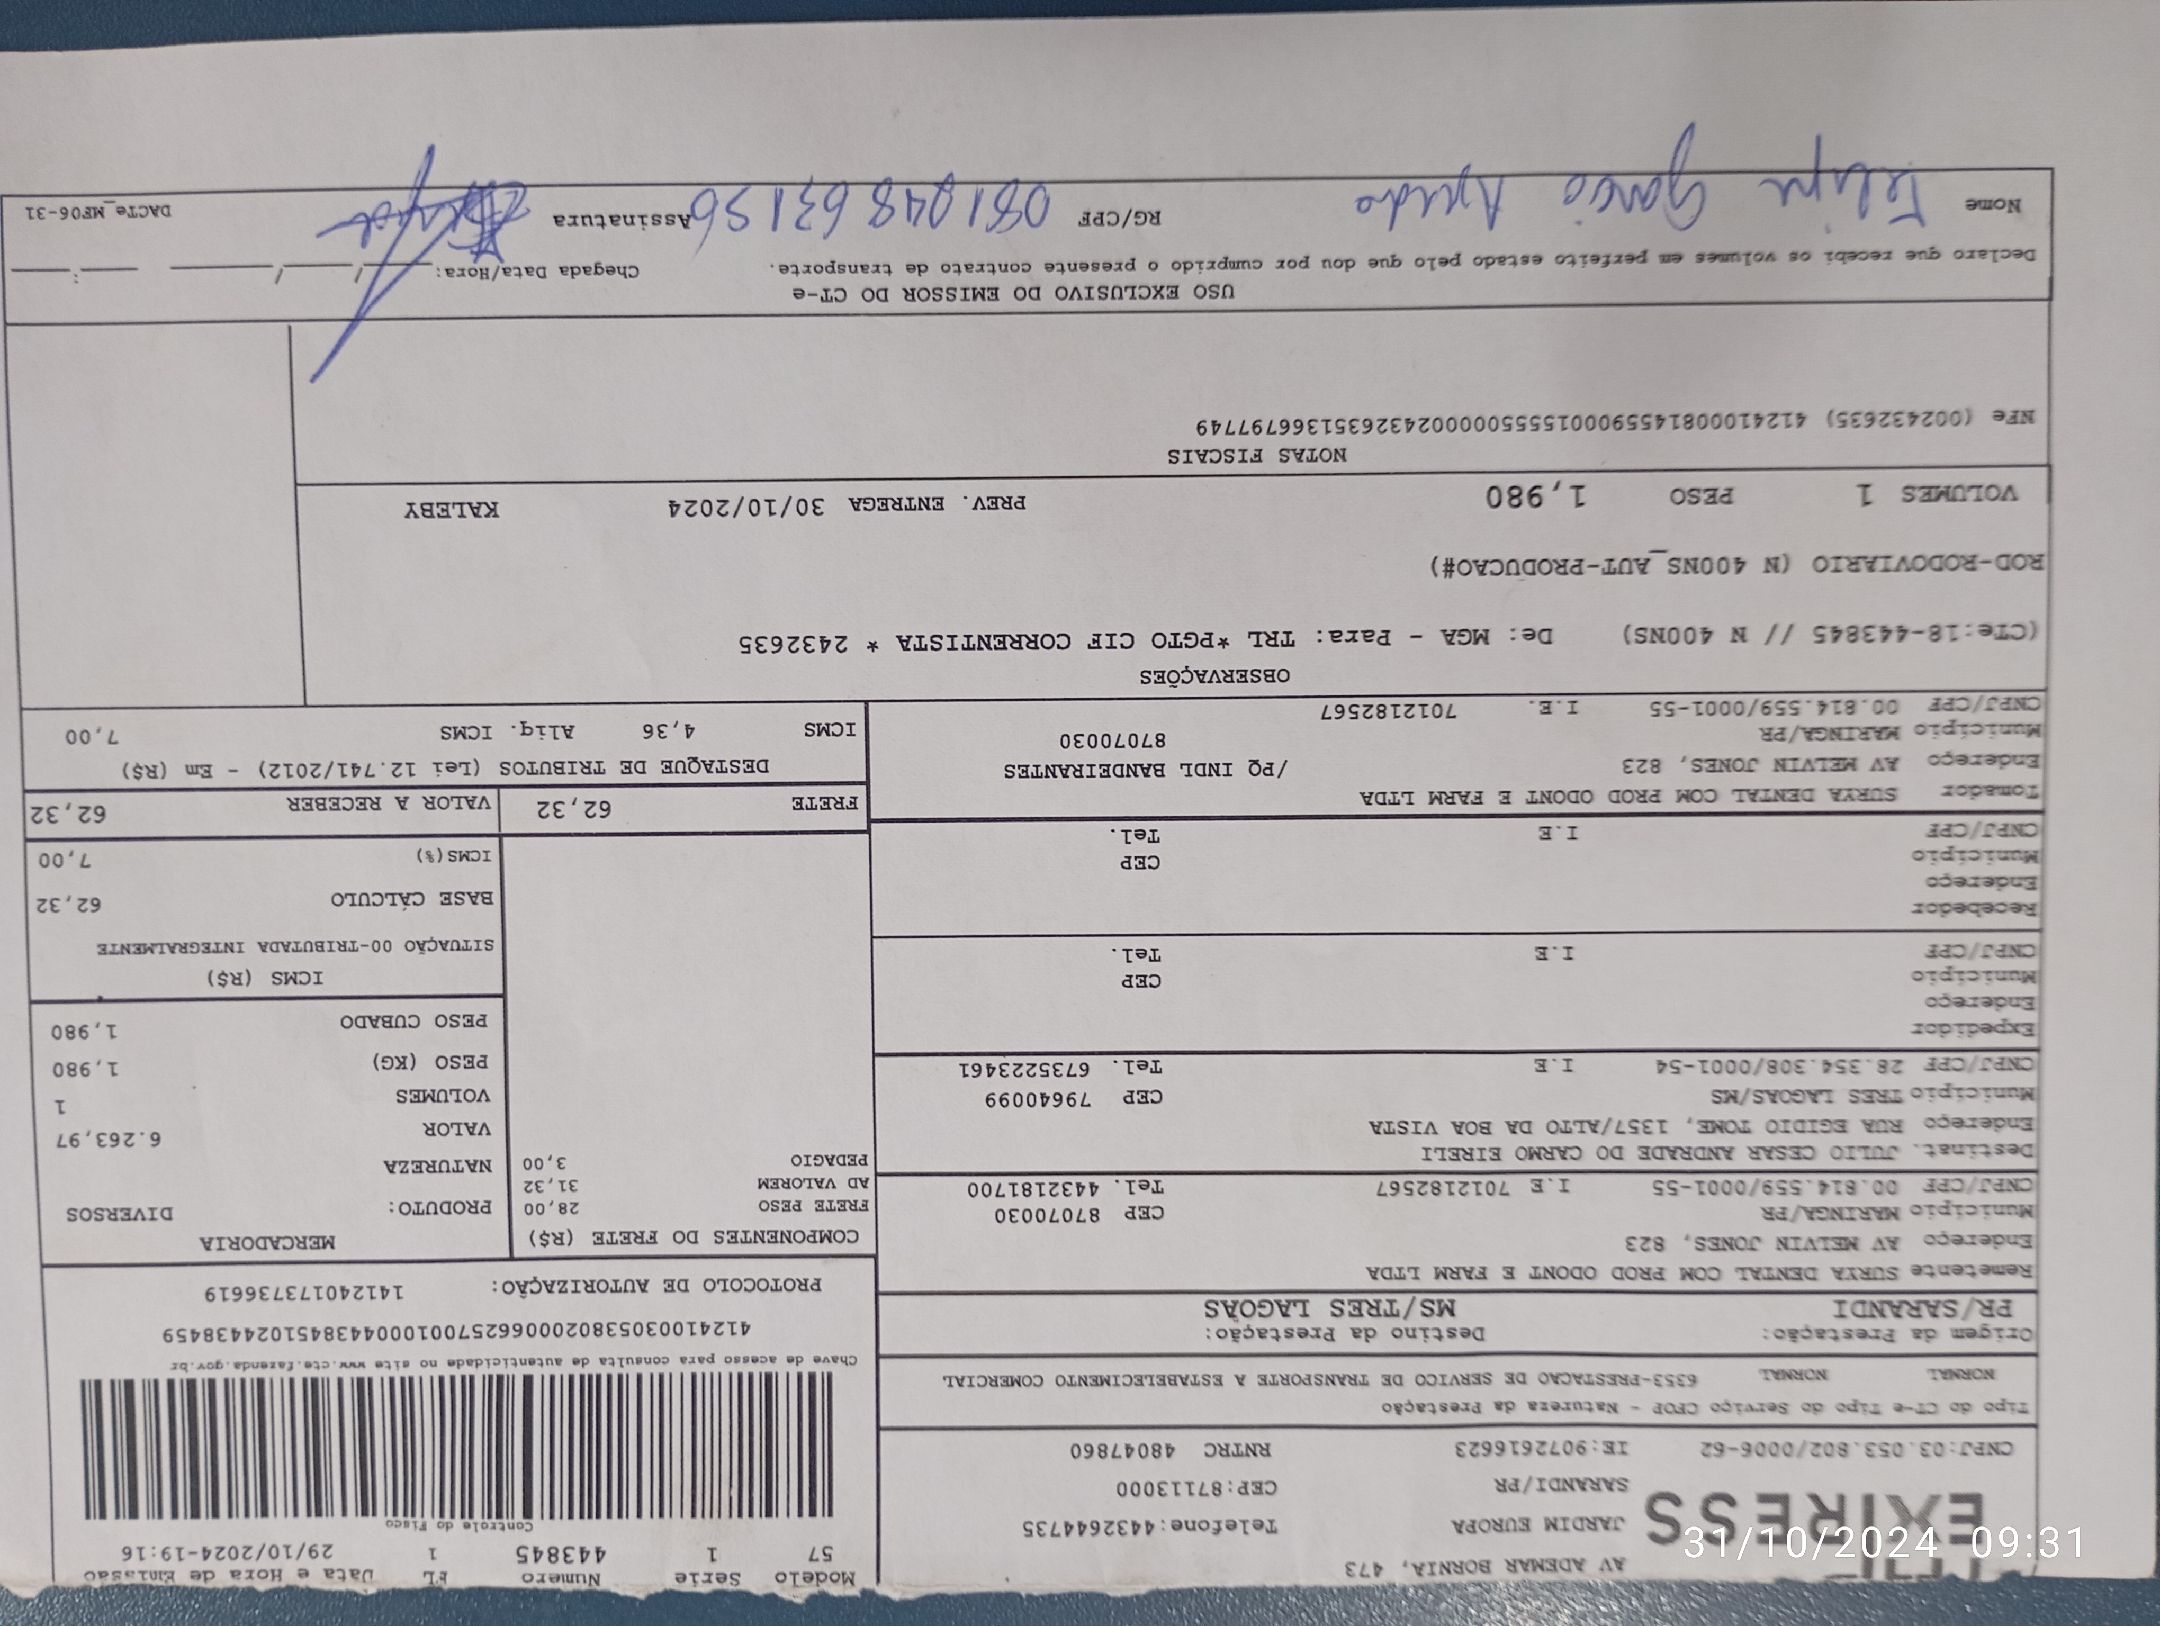 AV ADEMAR BORNIA, 473,
JARDIM EUROPA Telefone:4432644735
EXPRESS
SARANDI/PR CEP:87113000
CNPJ:03.053.802/0006-62 IE:9072616623 RNTRC 48047860
Modelo Serie Numero FL Data e Hora de Emissao
57 1 443845 1 29/10/2024-19:16
Controle do Fisco
Chave de acesso para consulta de autenticidade no site www.cte.fazenda.gov.br
41241003053802000662570010004438451024438459
PROTOCOLO DE AUTORIZAÇÃO: 141240173736619
Tipo do CT-e Tipo do Serviço CFOP - Natureza da Prestação
NORMAL NORMAL 6353-PRESTACAO DE SERVICO DE TRANSPORTE A ESTABELECIMENTO COMERCIAL
Origem da Prestação: Destino da Prestação:
PR/SARANDI MS/TRES LAGOAS
Remetente SURYA DENTAL COM PROD ODONT E FARM LTDA
Endereço AV MELVIN JONES, 823
Município MARINGA/PR CEP 87070030
CNPJ/CPF 00.814.559/0001-55 I.E 7012182567 Tel. 4432181700
Destinat. JULIO CESAR ANDRADE DO CARMO EIRELI
Endereço RUA EGIDIO TOME, 1357/ALTO DA BOA VISTA
Município TRES LAGOAS/MS CEP 79640099
CNPJ/CPF 28.354.308/0001-54 I.E Tel. 6735223461
Expedidor
Endereço
Município CEP
CNPJ/CPF I.E Tel.
Recebedor
Endereço
Município CEP
CNPJ/CPF I.E Tel.
Tomador SURYA DENTAL COM PROD ODONT E FARM LTDA
Endereço AV MELVIN JONES, 823 /PQ INDL BANDEIRANTES
Município MARINGA/PR 87070030
CNPJ/CPF 00.814.559/0001-55 I.E. 7012182567
COMPONENTES DO FRETE (R$)
FRETE PESO 28,00
AD VALOREM 31,32
PEDAGIO 3,00
MERCADORIA
PRODUTO: DIVERSOS
NATUREZA
VALOR 6.263,97
VOLUMES 1
PESO (KG) 1,980
PESO CUBADO 1,980
ICMS (R$)
SITUAÇÃO 00-TRIBUTADA INTEGRALMENTE
BASE CÁLCULO 62,32
ICMS(%) 7,00
FRETE 62,32 VALOR A RECEBER 62,32
DESTAQUE DE TRIBUTOS (Lei 12.741/2012) - Em (R$)
ICMS 4,36 Aliq. ICMS 7,00
OBSERVAÇÕES
(CTe:18-443845 // N 400NS) De: MGA - Para: TRL *PGTO CIF CORRENTISTA * 2432635
ROD-RODOVIARIO (N 400NS_AUT-PRODUCAO#)
VOLUMES 1 PESO 1,980 PREV. ENTREGA 30/10/2024 KALEBY
NOTAS FISCAIS
NFe (002432635) 41241000814559000155550000024326351366797749
USO EXCLUSIVO DO EMISSOR DO CT-e
Declaro que recebi os volumes em perfeito estado pelo que dou por cumprido o presente contrato de transporte. Chegada Data/Hora: __/__/__ __:__
Nome Felipe Garcia RG/CPF 08104863196 Assinatura
DACTe_MF06-31
31/10/2024 09:31